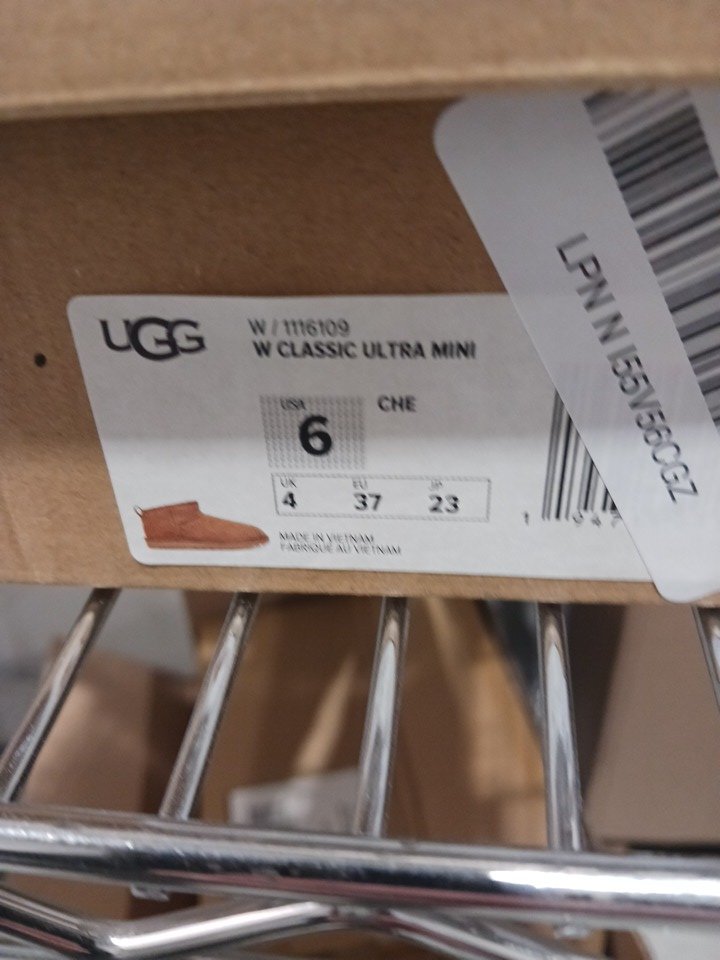 UGG
W / 1116109
W CLASSIC ULTRA MINI
USA
6
CHE
UK EU JP
4 37 23
MADE IN VIETNAM
FABRIQUÉ AU VIETNAM
LPN N I55V56CGZ